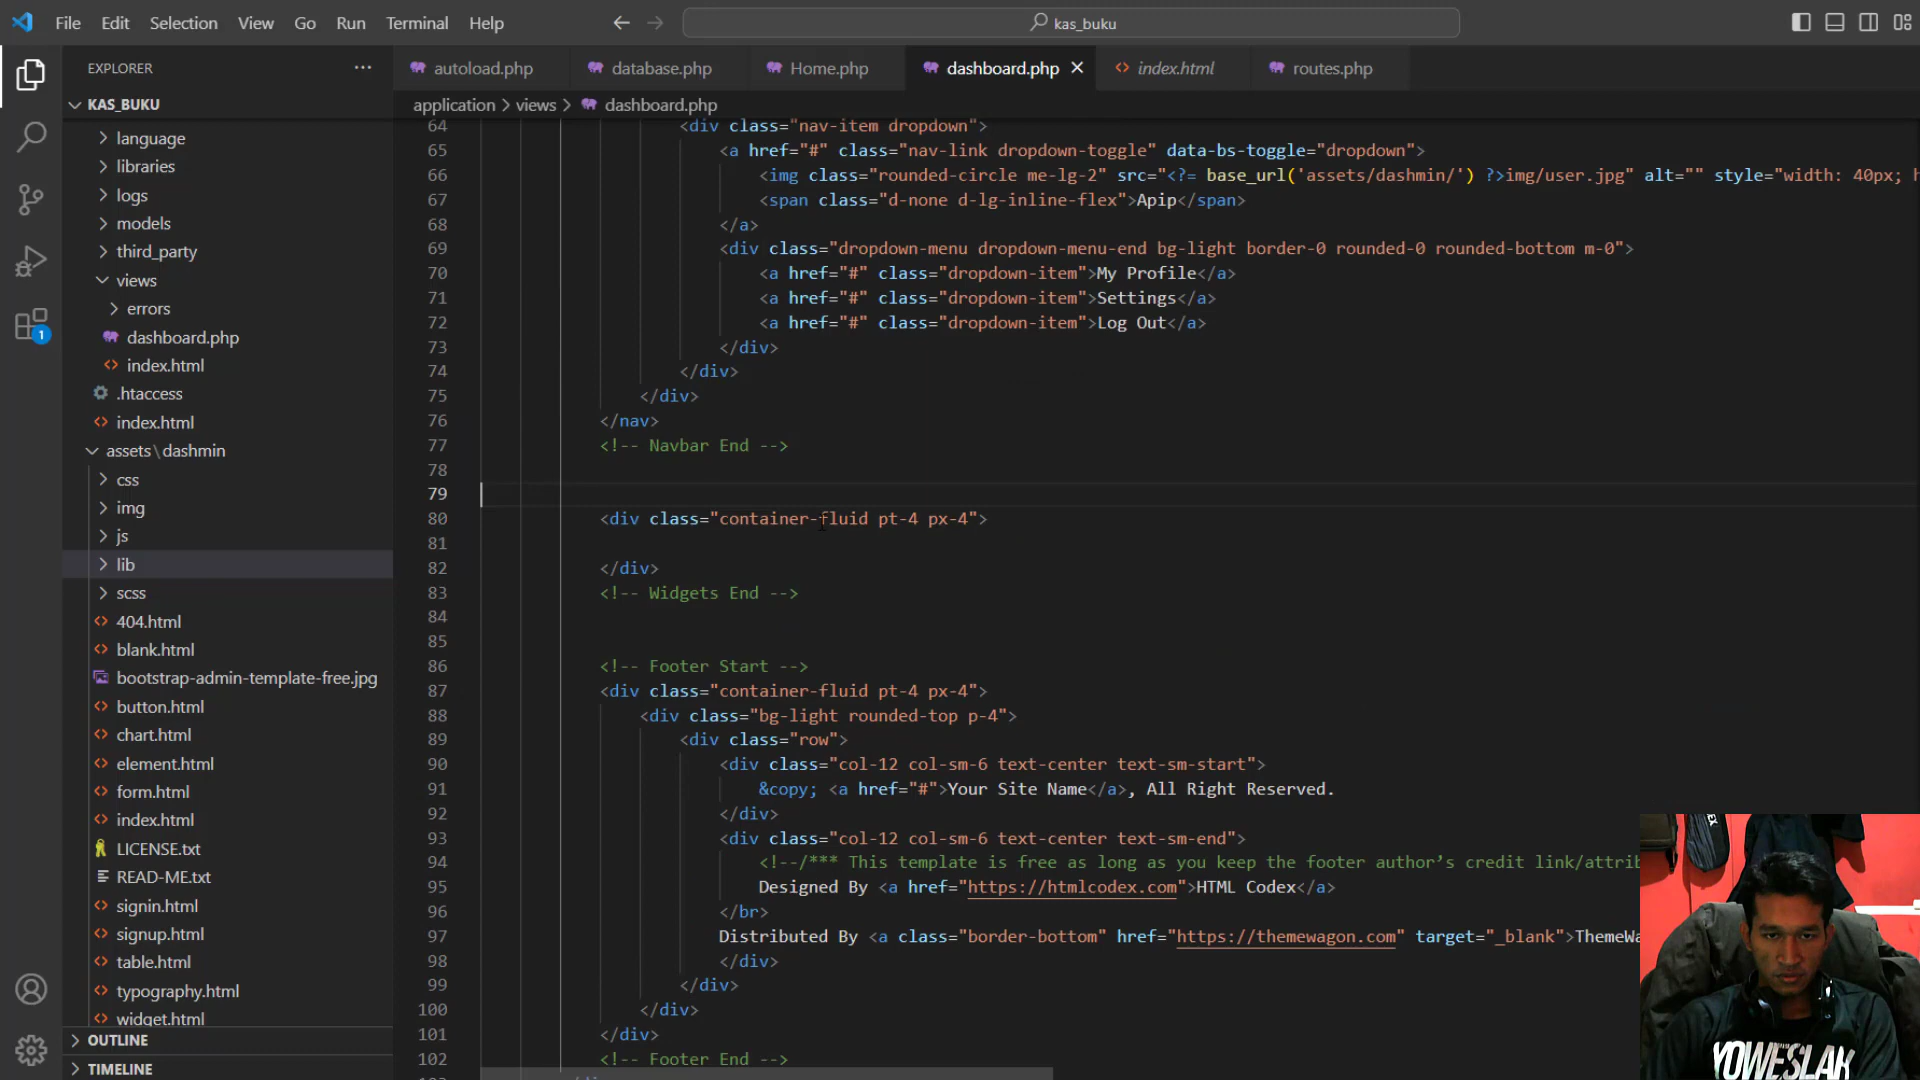 File Edit Selection View Go Run Terminal Help
kas_buku
EXPLORER
KAS_BUKU
language
libraries
logs
models
third_party
views
errors
dashboard.php
index.html
.htaccess
index.html
assets\dashmin
css
img
js
lib
scss
404.html
blank.html
bootstrap-admin-template-free.jpg
button.html
chart.html
element.html
form.html
index.html
LICENSE.txt
READ-ME.txt
signin.html
signup.html
table.html
typography.html
widget.html
OUTLINE
TIMELINE
1
autoload.php database.php Home.php dashboard.php index.html routes.php
application > views > dashboard.php
64 <div class="nav-item dropdown">
65 <a href="#" class="nav-link dropdown-toggle" data-bs-toggle="dropdown">
66 <img class="rounded-circle me-lg-2" src="<?= base_url('assets/dashmin/') ?>img/user.jpg" alt="" style="width: 40px; h
67 <span class="d-none d-lg-inline-flex">Apip</span>
68 </a>
69 <div class="dropdown-menu dropdown-menu-end bg-light border-0 rounded-0 rounded-bottom m-0">
70 <a href="#" class="dropdown-item">My Profile</a>
71 <a href="#" class="dropdown-item">Settings</a>
72 <a href="#" class="dropdown-item">Log Out</a>
73 </div>
74 </div>
75 </div>
76 </nav>
77 <!-- Navbar End -->
78
79
80 <div class="container-fluid pt-4 px-4">
81
82 </div>
83 <!-- Widgets End -->
84
85
86 <!-- Footer Start -->
87 <div class="container-fluid pt-4 px-4">
88 <div class="bg-light rounded-top p-4">
89 <div class="row">
90 <div class="col-12 col-sm-6 text-center text-sm-start">
91 &copy; <a href="#">Your Site Name</a>, All Right Reserved.
92 </div>
93 <div class="col-12 col-sm-6 text-center text-sm-end">
94 <!--/*** This template is free as long as you keep the footer author’s credit link/attrib
95 Designed By <a href="https://htmlcodex.com">HTML Codex</a>
96 </br>
97 Distributed By <a class="border-bottom" href="https://themewagon.com" target="_blank">ThemeWa
98 </div>
99 </div>
100 </div>
101 </div>
102 <!-- Footer End -->
YOWESLAH